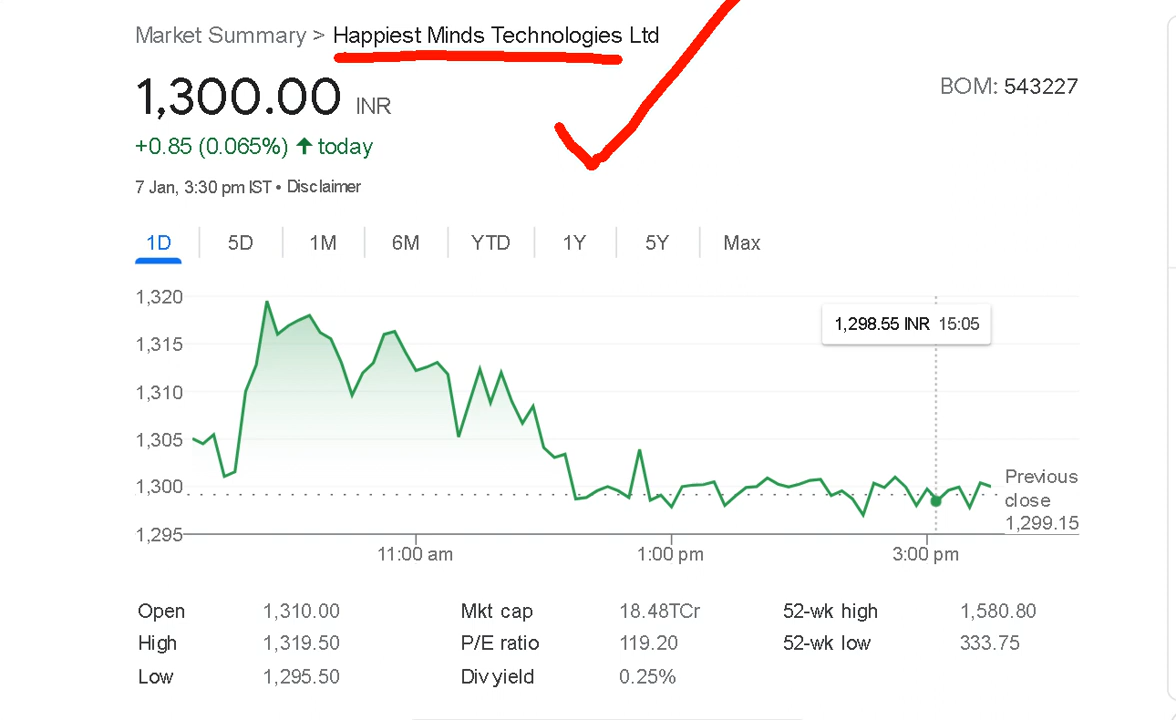 Market Summary > Happiest Minds Technologies Ltd
1,300.00 INR
BOM: 543227
+0.85 (0.065%) ↑ today
7 Jan, 3:30 pm IST • Disclaimer
1D 5D 1M 6M YTD 1Y 5Y Max
1,320
1,298.55 INR 15:05
1,315
1,310
1,305
1,300
Previous
close
1,299.15
1,295
11:00 am 1:00 pm 3:00 pm
Open 1,310.00 Mkt cap 18.48TCr 52-wk high 1,580.80
High 1,319.50 P/E ratio 119.20 52-wk low 333.75
Low 1,295.50 Div yield 0.25%